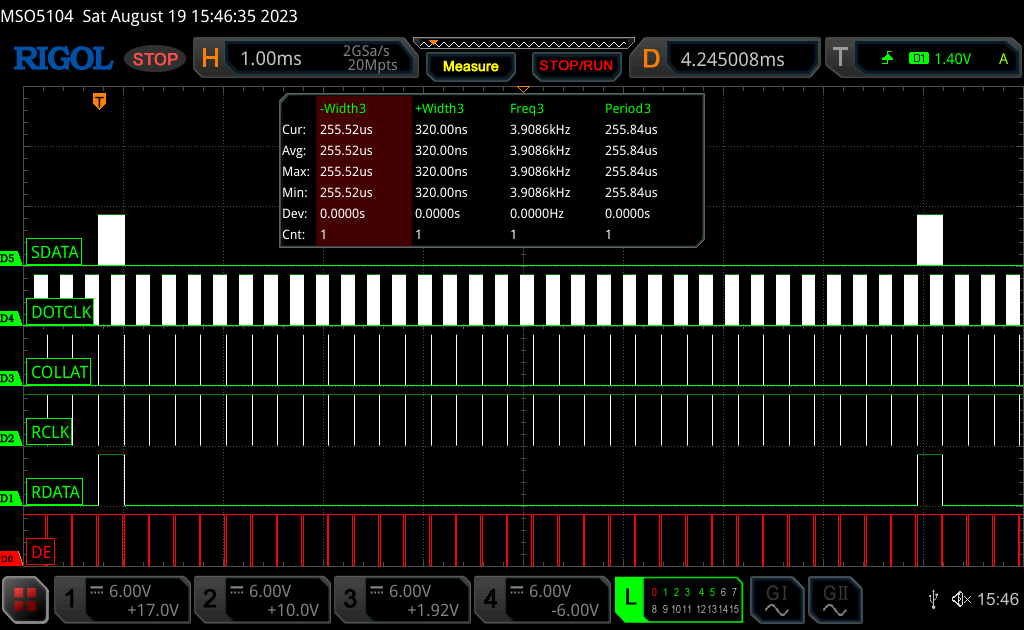 MSO5104 Sat August 19 15:46:35 2023
RIGOL STOP H 1.00ms 2GSa/s 20Mpts Measure STOP/RUN D 4.245008ms T D1 1.40V A
T
-Width3 +Width3 Freq3 Period3
Cur: 255.52us 320.00ns 3.9086kHz 255.84us
Avg: 255.52us 320.00ns 3.9086kHz 255.84us
Max: 255.52us 320.00ns 3.9086kHz 255.84us
Min: 255.52us 320.00ns 3.9086kHz 255.84us
Dev: 0.0000s 0.0000s 0.0000Hz 0.0000s
Cnt: 1 1 1 1
D5 SDATA
D4 DOTCLK
D3 COLLAT
D2 RCLK
D1 RDATA
D0 DE
1 6.00V +17.0V 2 6.00V +10.0V 3 6.00V +1.92V 4 6.00V -6.00V L 0 1 2 3 4 5 6 7 8 9 10 11 12 13 14 15 GI GII 15:46